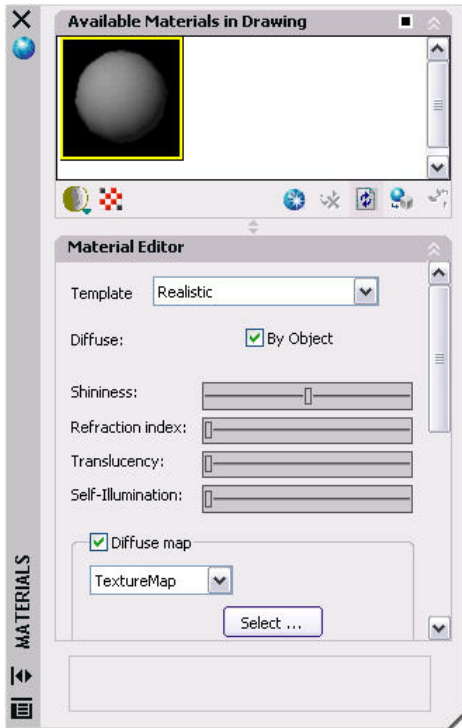 Available Materials in Drawing
Material Editor
Template Realistic
Diffuse: By Object
Shininess:
Refraction index:
Translucency:
Self-Illumination:
Diffuse map
TextureMap
Select ...
MATERIALS